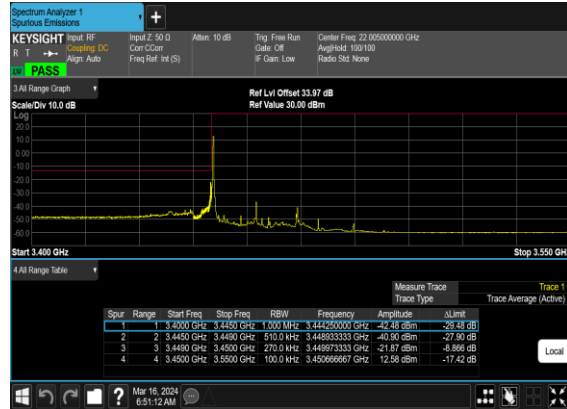 Spectrum Analyzer 1
Spurious Emissions
+
KEYSIGHT Input: RF Input Z: 50 Ω Atten: 10 dB Trig: Free Run Center Freq: 22.005000000 GHz
R T Coupling: DC Corr CCorr Gate: Off Avg|Hold: 100/100
Align: Auto Freq Ref: Int (S) IF Gain: Low Radio Std: None
PASS
3 All Range Graph
Ref Lvl Offset 33.97 dB
Scale/Div 10.0 dB Ref Value 30.00 dBm
Log
20.0
10.0
0.00
-10.0
-20.0
-30.0
-40.0
-50.0
-60.0
Start 3.400 GHz Stop 3.550 GHz
4 All Range Table
Measure Trace Trace 1
Trace Type Trace Average (Active)
Spur Range Start Freq Stop Freq RBW Frequency Amplitude ΔLimit
1 1 3.4000 GHz 3.4450 GHz 1.000 MHz 3.444250000 GHz -42.48 dBm -29.48 dB
2 2 3.4450 GHz 3.4490 GHz 510.0 kHz 3.448933333 GHz -40.90 dBm -27.90 dB
3 3 3.4490 GHz 3.4500 GHz 270.0 kHz 3.449973333 GHz -21.87 dBm -8.866 dB
4 4 3.4500 GHz 3.5500 GHz 100.0 kHz 3.450666667 GHz 12.58 dBm -17.42 dB
Local
?
Mar 16, 2024
6:51:12 AM